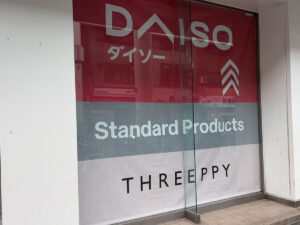 DAISO
ダイソー
Standard Products
THREEPPY